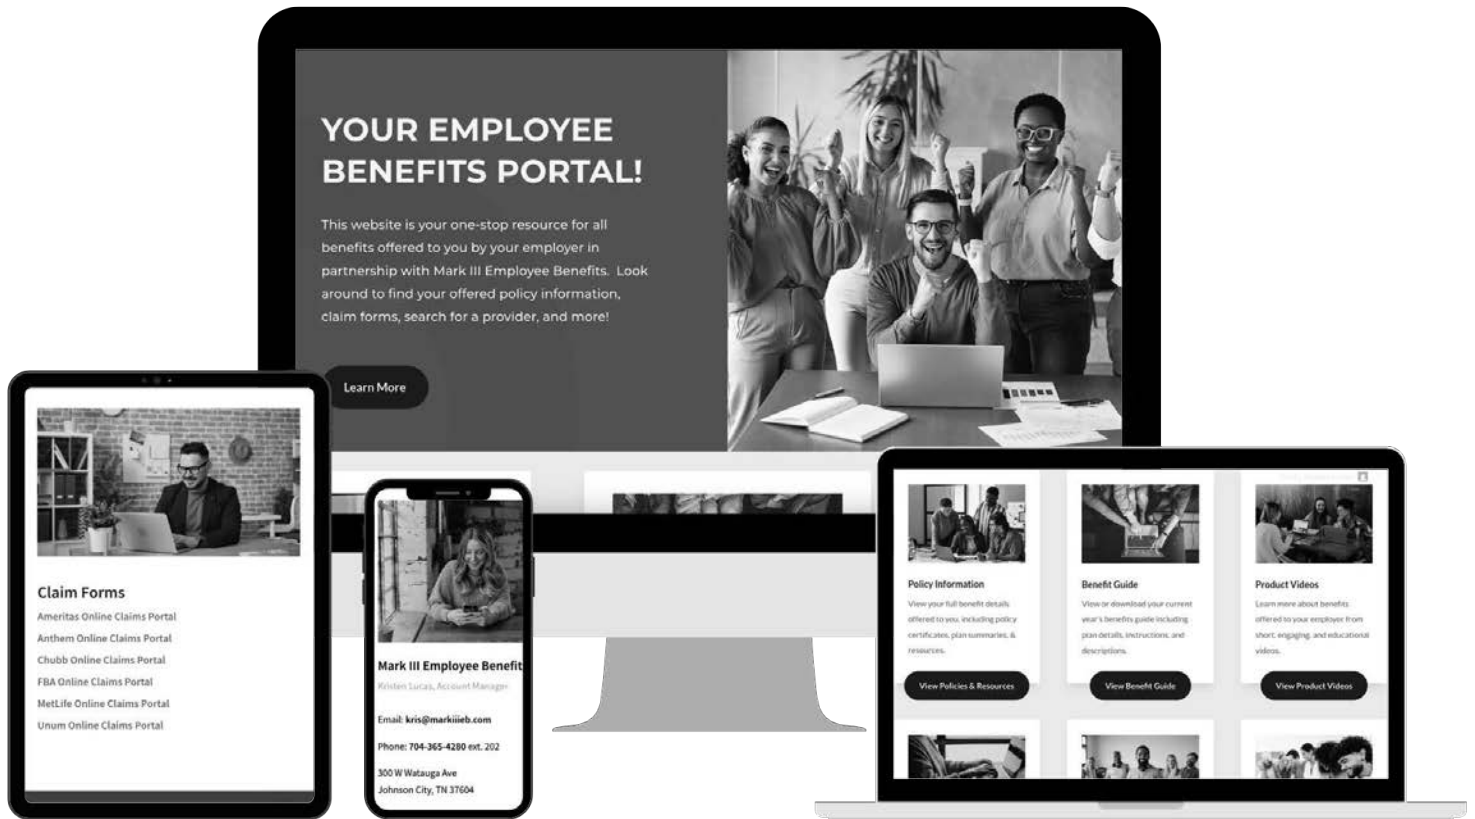 YOUR EMPLOYEE
BENEFITS PORTAL!
This website is your one-stop resource for all
benefits offered to you by your employer in
partnership with Mark III Employee Benefits.  Look
around to find your offered policy information,
claim forms, search for a provider, and more!
Learn More
Claim Forms
Ameritas Online Claims Portal
Anthem Online Claims Portal
Chubb Online Claims Portal
FBA Online Claims Portal
MetLife Online Claims Portal
Unum Online Claims Portal
Mark III Employee Benefit
Kristen Lucas, Account Manager
Email: kris@markiiieb.com
Phone: 704-365-4280 ext. 202
300 W Watauga Ave
Johnson City, TN 37604
Policy Information
View your full benefit details
offered to you, including policy
certificates, plan summaries, &
resources.
View Policies & Resources
Benefit Guide
View or download your current
year's benefits guide including
plan details, instructions, and
descriptions.
View Benefit Guide
Product Videos
Learn more about benefits
offered to your employer from
short, engaging, and educational
videos.
View Product Videos